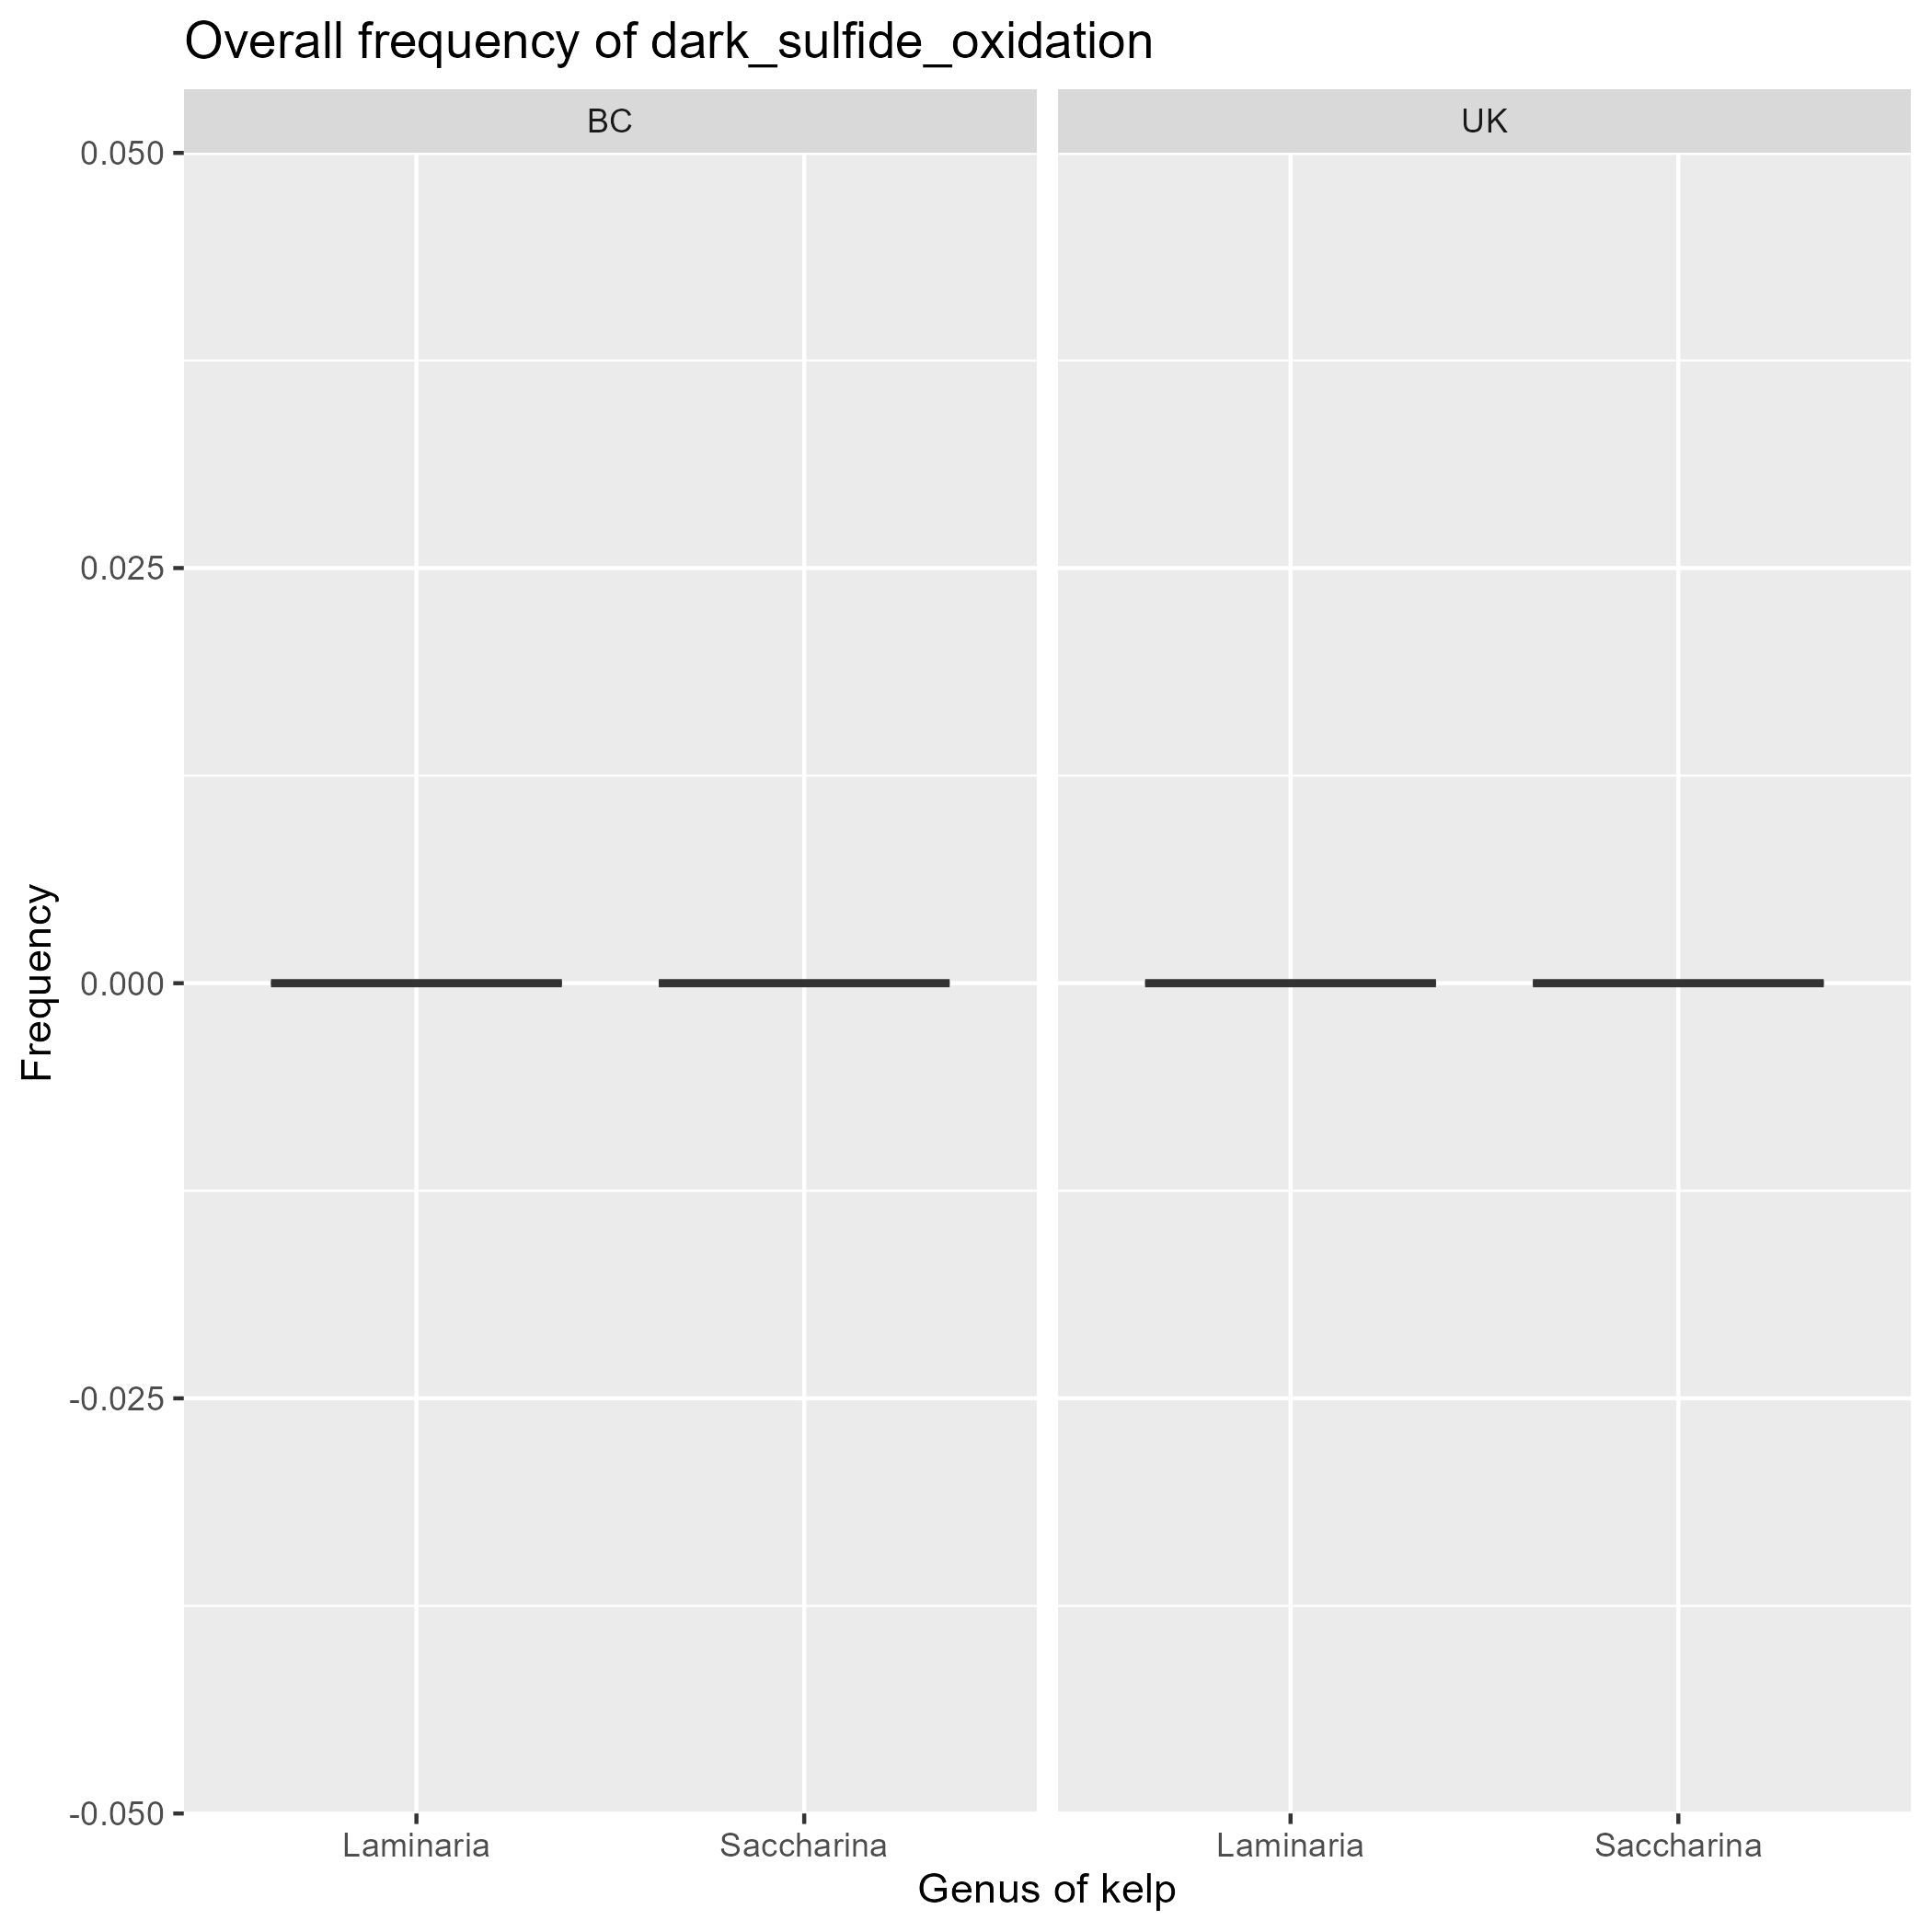 Overall frequency of dark_sulfide_oxidation
BC
UK
0.050
0.025
0.000
-0.025
-0.050
Frequency
Laminaria
Saccharina
Laminaria
Saccharina
Genus of kelp